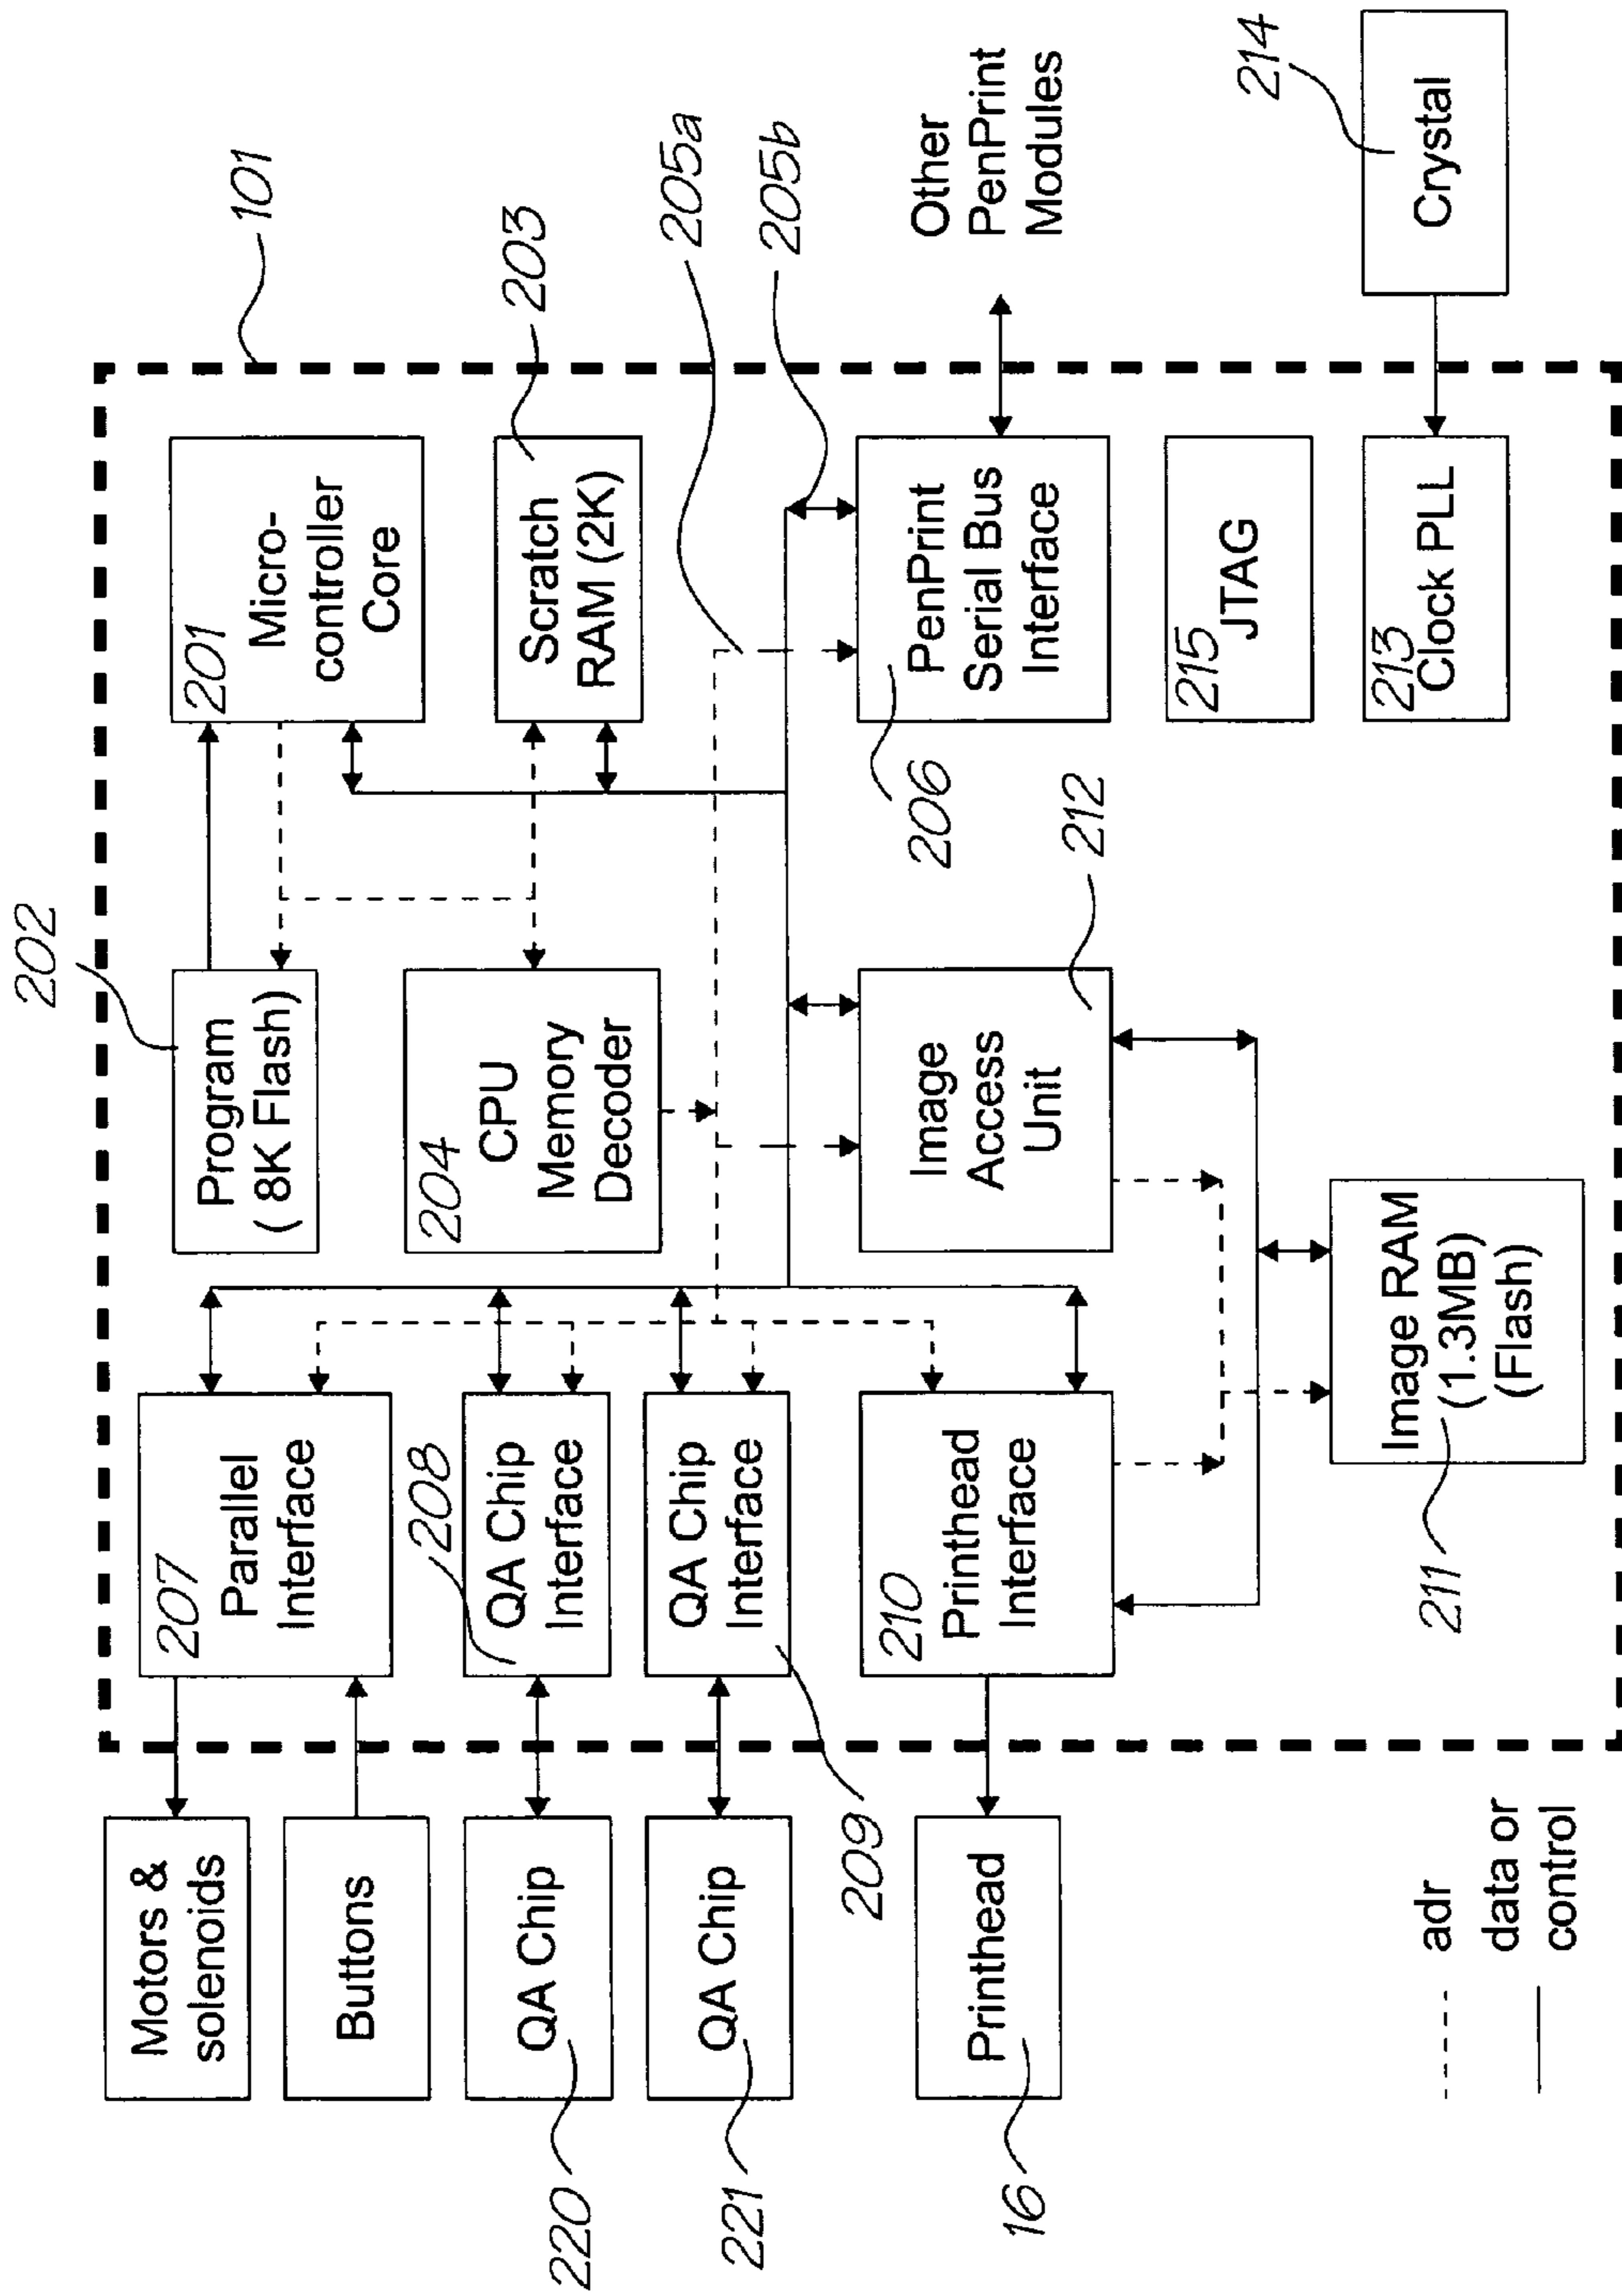 Motors &
solenoids
Buttons
QA Chip
220
QA Chip
221
Printhead
16
adr
data or
control
207
Parallel
Interface
208
QA Chip
Interface
QA Chip
Interface
209
210
Printhead
Interface
202
Program
( 8K Flash)
204
CPU
Memory
Decoder
Image
Access
Unit
212
Image RAM
(1.3MB)
(Flash)
211
101
201
Micro-
controller
Core
203
Scratch
RAM (2K)
205a
205b
206
PenPrint
Serial Bus
Interface
215
JTAG
213
Clock PLL
Other
PenPrint
Modules
214
Crystal